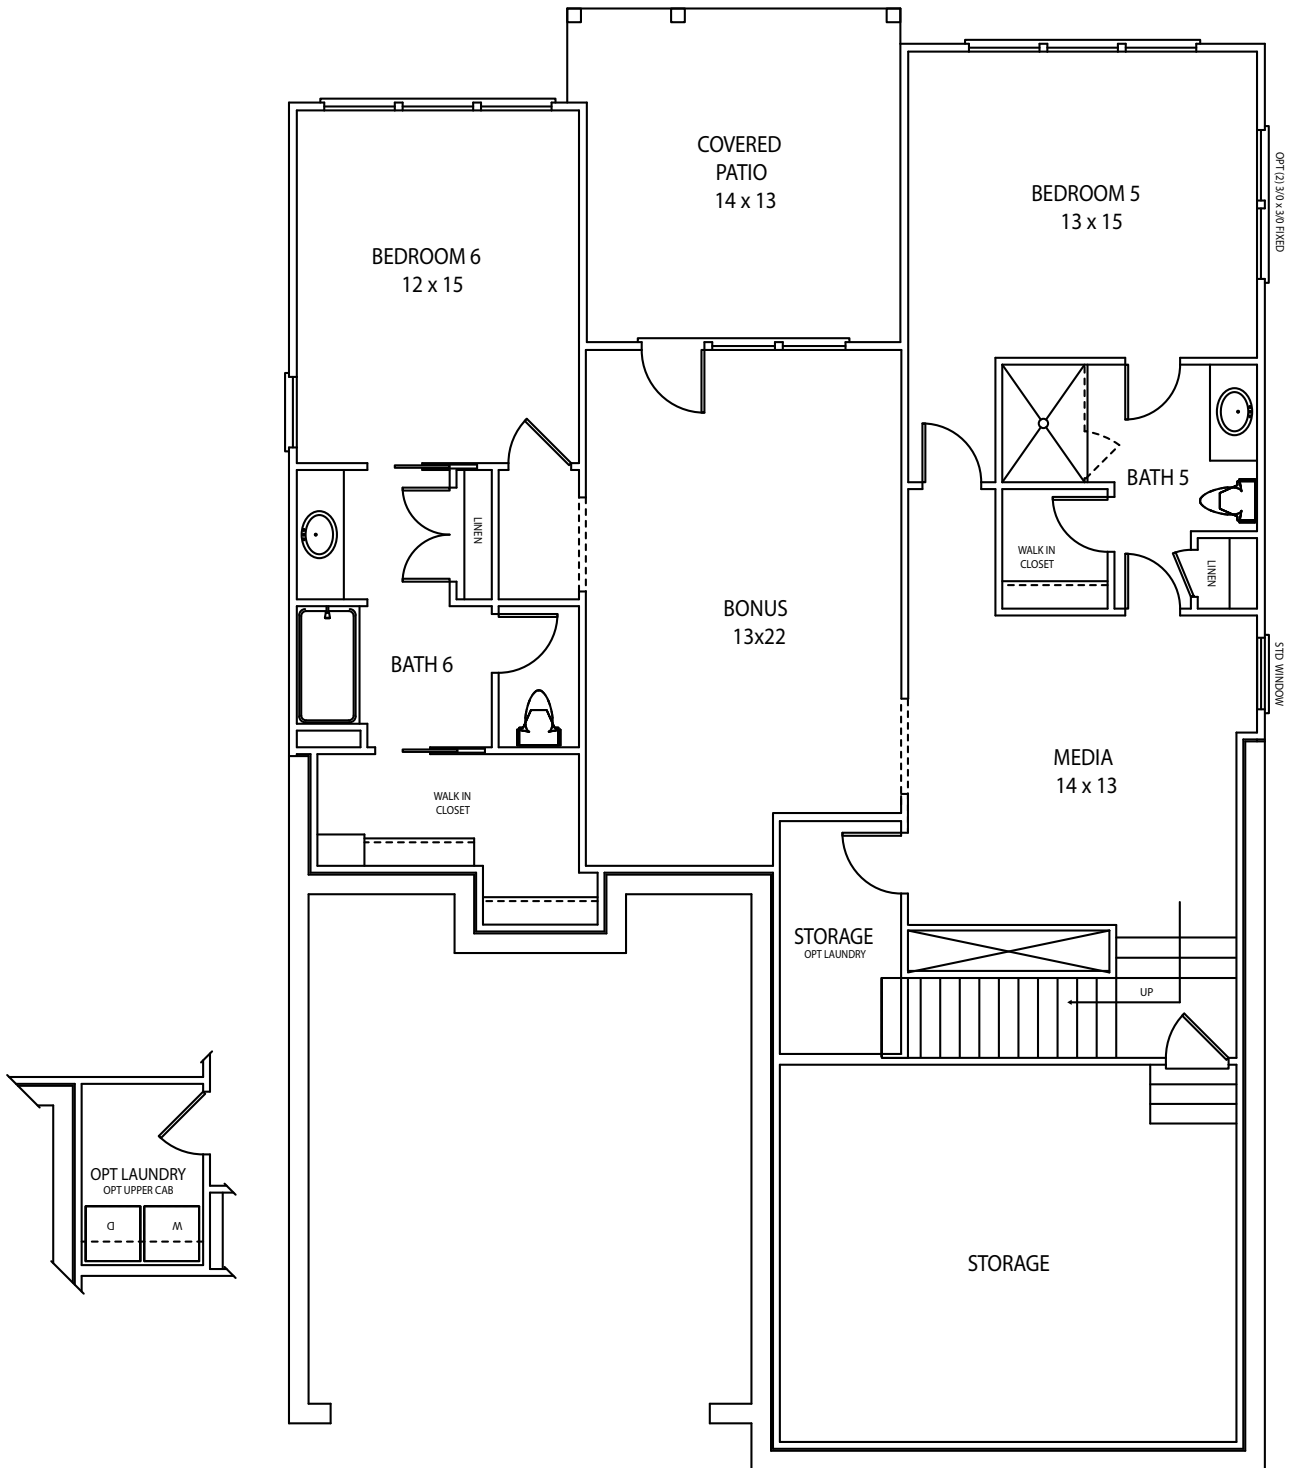 COVERED
PATIO
14 x 13
BEDROOM 5
13 x 15
OPT (2) 3/0 x 3/0 FIXED
BEDROOM 6
12 x 15
BATH 5
LINEN
WALK IN
CLOSET
LINEN
BONUS
13x22
BATH 6
STD WINDOW
MEDIA
14 x 13
WALK IN
CLOSET
STORAGE
OPT LAUNDRY
UP
OPT LAUNDRY
OPT UPPER CAB
D
W
STORAGE